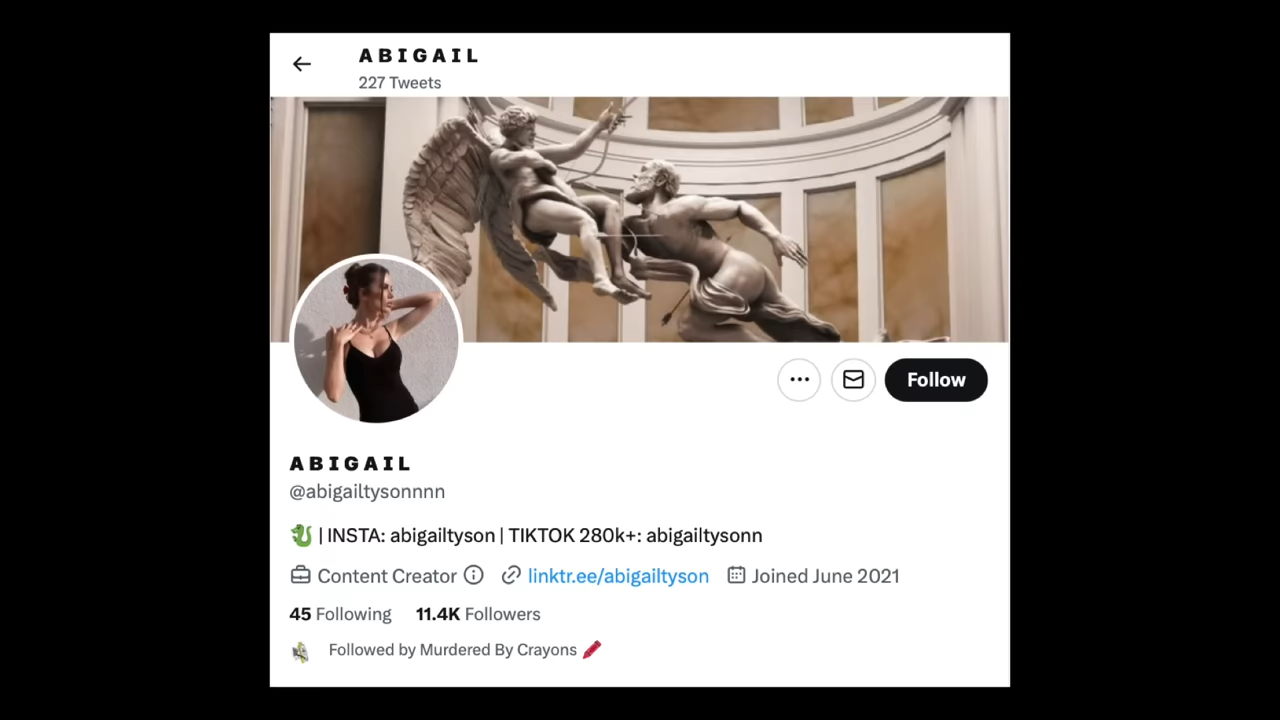 ABIGAIL
227 Tweets
Follow
ABIGAIL
@abigailtysonnnn
🐉 | INSTA: abigailtyson | TIKTOK 280k+: abigailtysonn
Content Creator linktr.ee/abigailtyson Joined June 2021
45 Following 11.4K Followers
Followed by Murdered By Crayons 🖍️